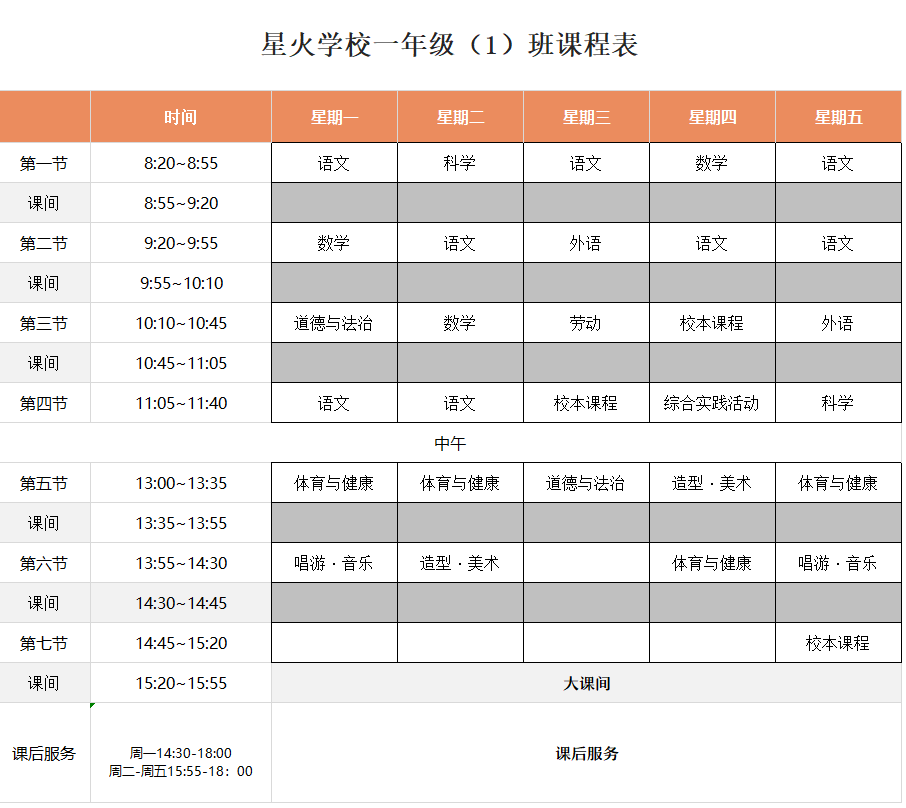 星火学校一年级（1）班课程表
时间 星期一 星期二 星期三 星期四 星期五
第一节 8:20~8:55 语文 科学 语文 数学 语文
课间 8:55~9:20
第二节 9:20~9:55 数学 语文 外语 语文 语文
课间 9:55~10:10
第三节 10:10~10:45 道德与法治 数学 劳动 校本课程 外语
课间 10:45~11:05
第四节 11:05~11:40 语文 语文 校本课程 综合实践活动 科学
中午
第五节 13:00~13:35 体育与健康 体育与健康 道德与法治 造型·美术 体育与健康
课间 13:35~13:55
第六节 13:55~14:30 唱游·音乐 造型·美术 体育与健康 唱游·音乐
课间 14:30~14:45
第七节 14:45~15:20 校本课程
课间 15:20~15:55 大课间
课后服务 周一14:30-18:00 课后服务
周二-周五15:55-18：00